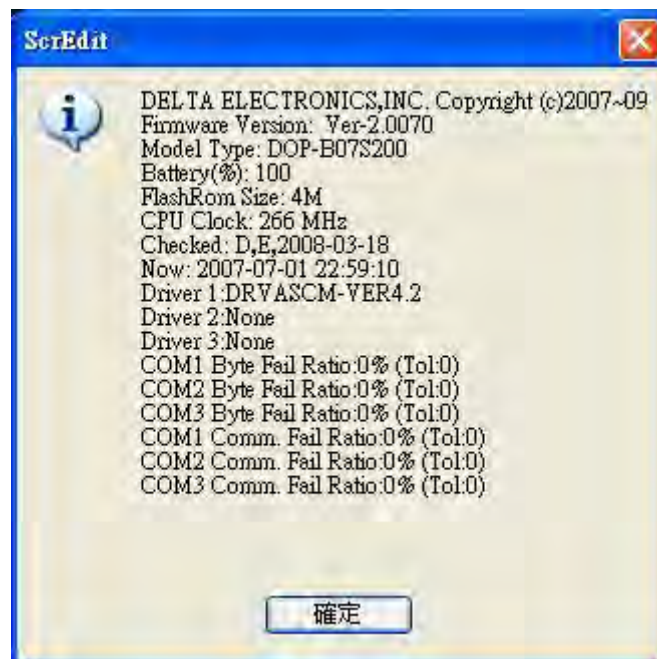 ScrEdit
DELTA ELECTRONICS,INC. Copyright (c)2007~09
Firmware Version: Ver-2.0070
Model Type: DOP-B07S200
Battery(%): 100
FlashRom Size: 4M
CPU Clock: 266 MHz
Checked: D,E,2008-03-18
Now: 2007-07-01 22:59:10
Driver 1:DRVASCM-VER4.2
Driver 2:None
Driver 3:None
COM1 Byte Fail Ratio:0% (Tol:0)
COM2 Byte Fail Ratio:0% (Tol:0)
COM3 Byte Fail Ratio:0% (Tol:0)
COM1 Comm. Fail Ratio:0% (Tol:0)
COM2 Comm. Fail Ratio:0% (Tol:0)
COM3 Comm. Fail Ratio:0% (Tol:0)
確定